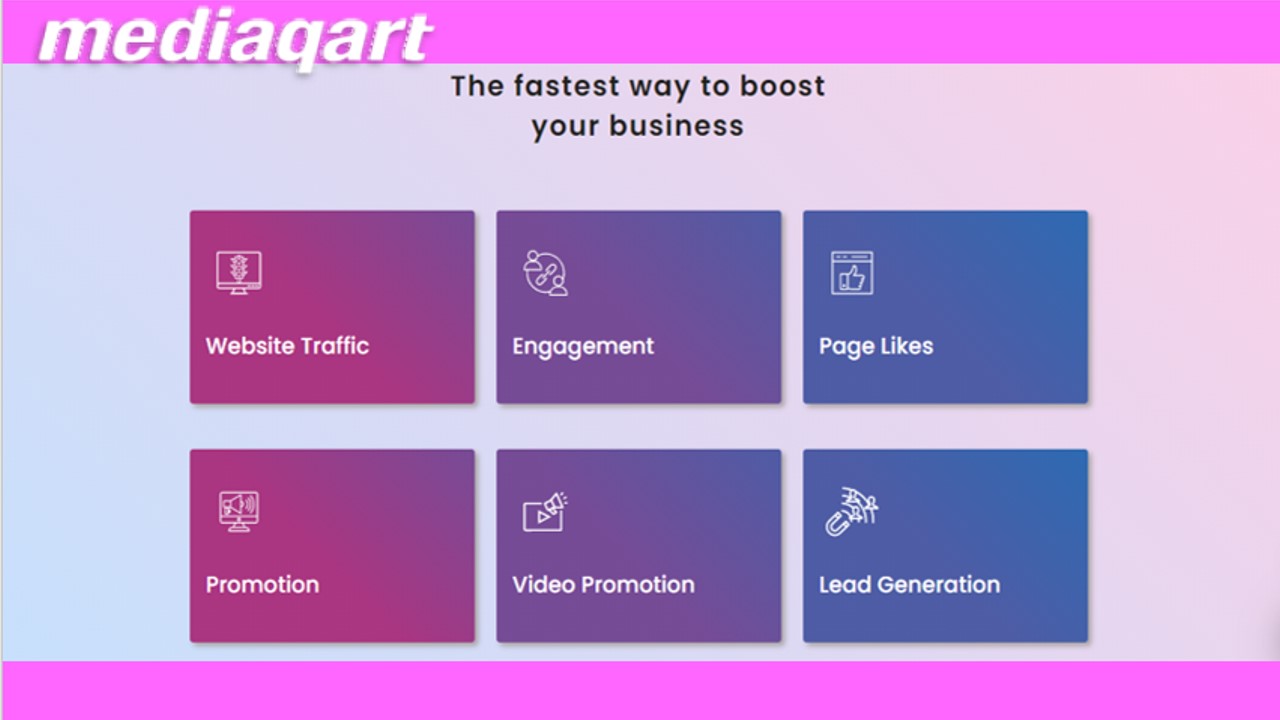 mediaqart
The fastest way to boost
your business
Website Traffic
Engagement
Page Likes
Promotion
Video Promotion
Lead Generation